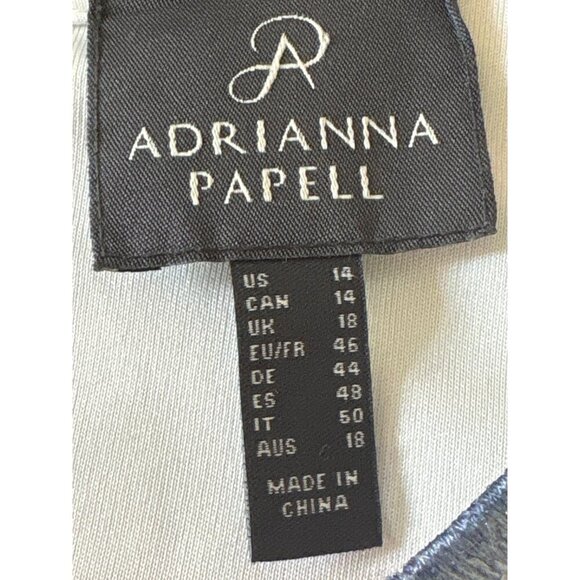 AP
ADRIANNA
PAPELL
US 14
CAN 14
UK 18
EU/FR 46
DE 44
ES 48
IT 50
AUS 18
MADE IN
CHINA